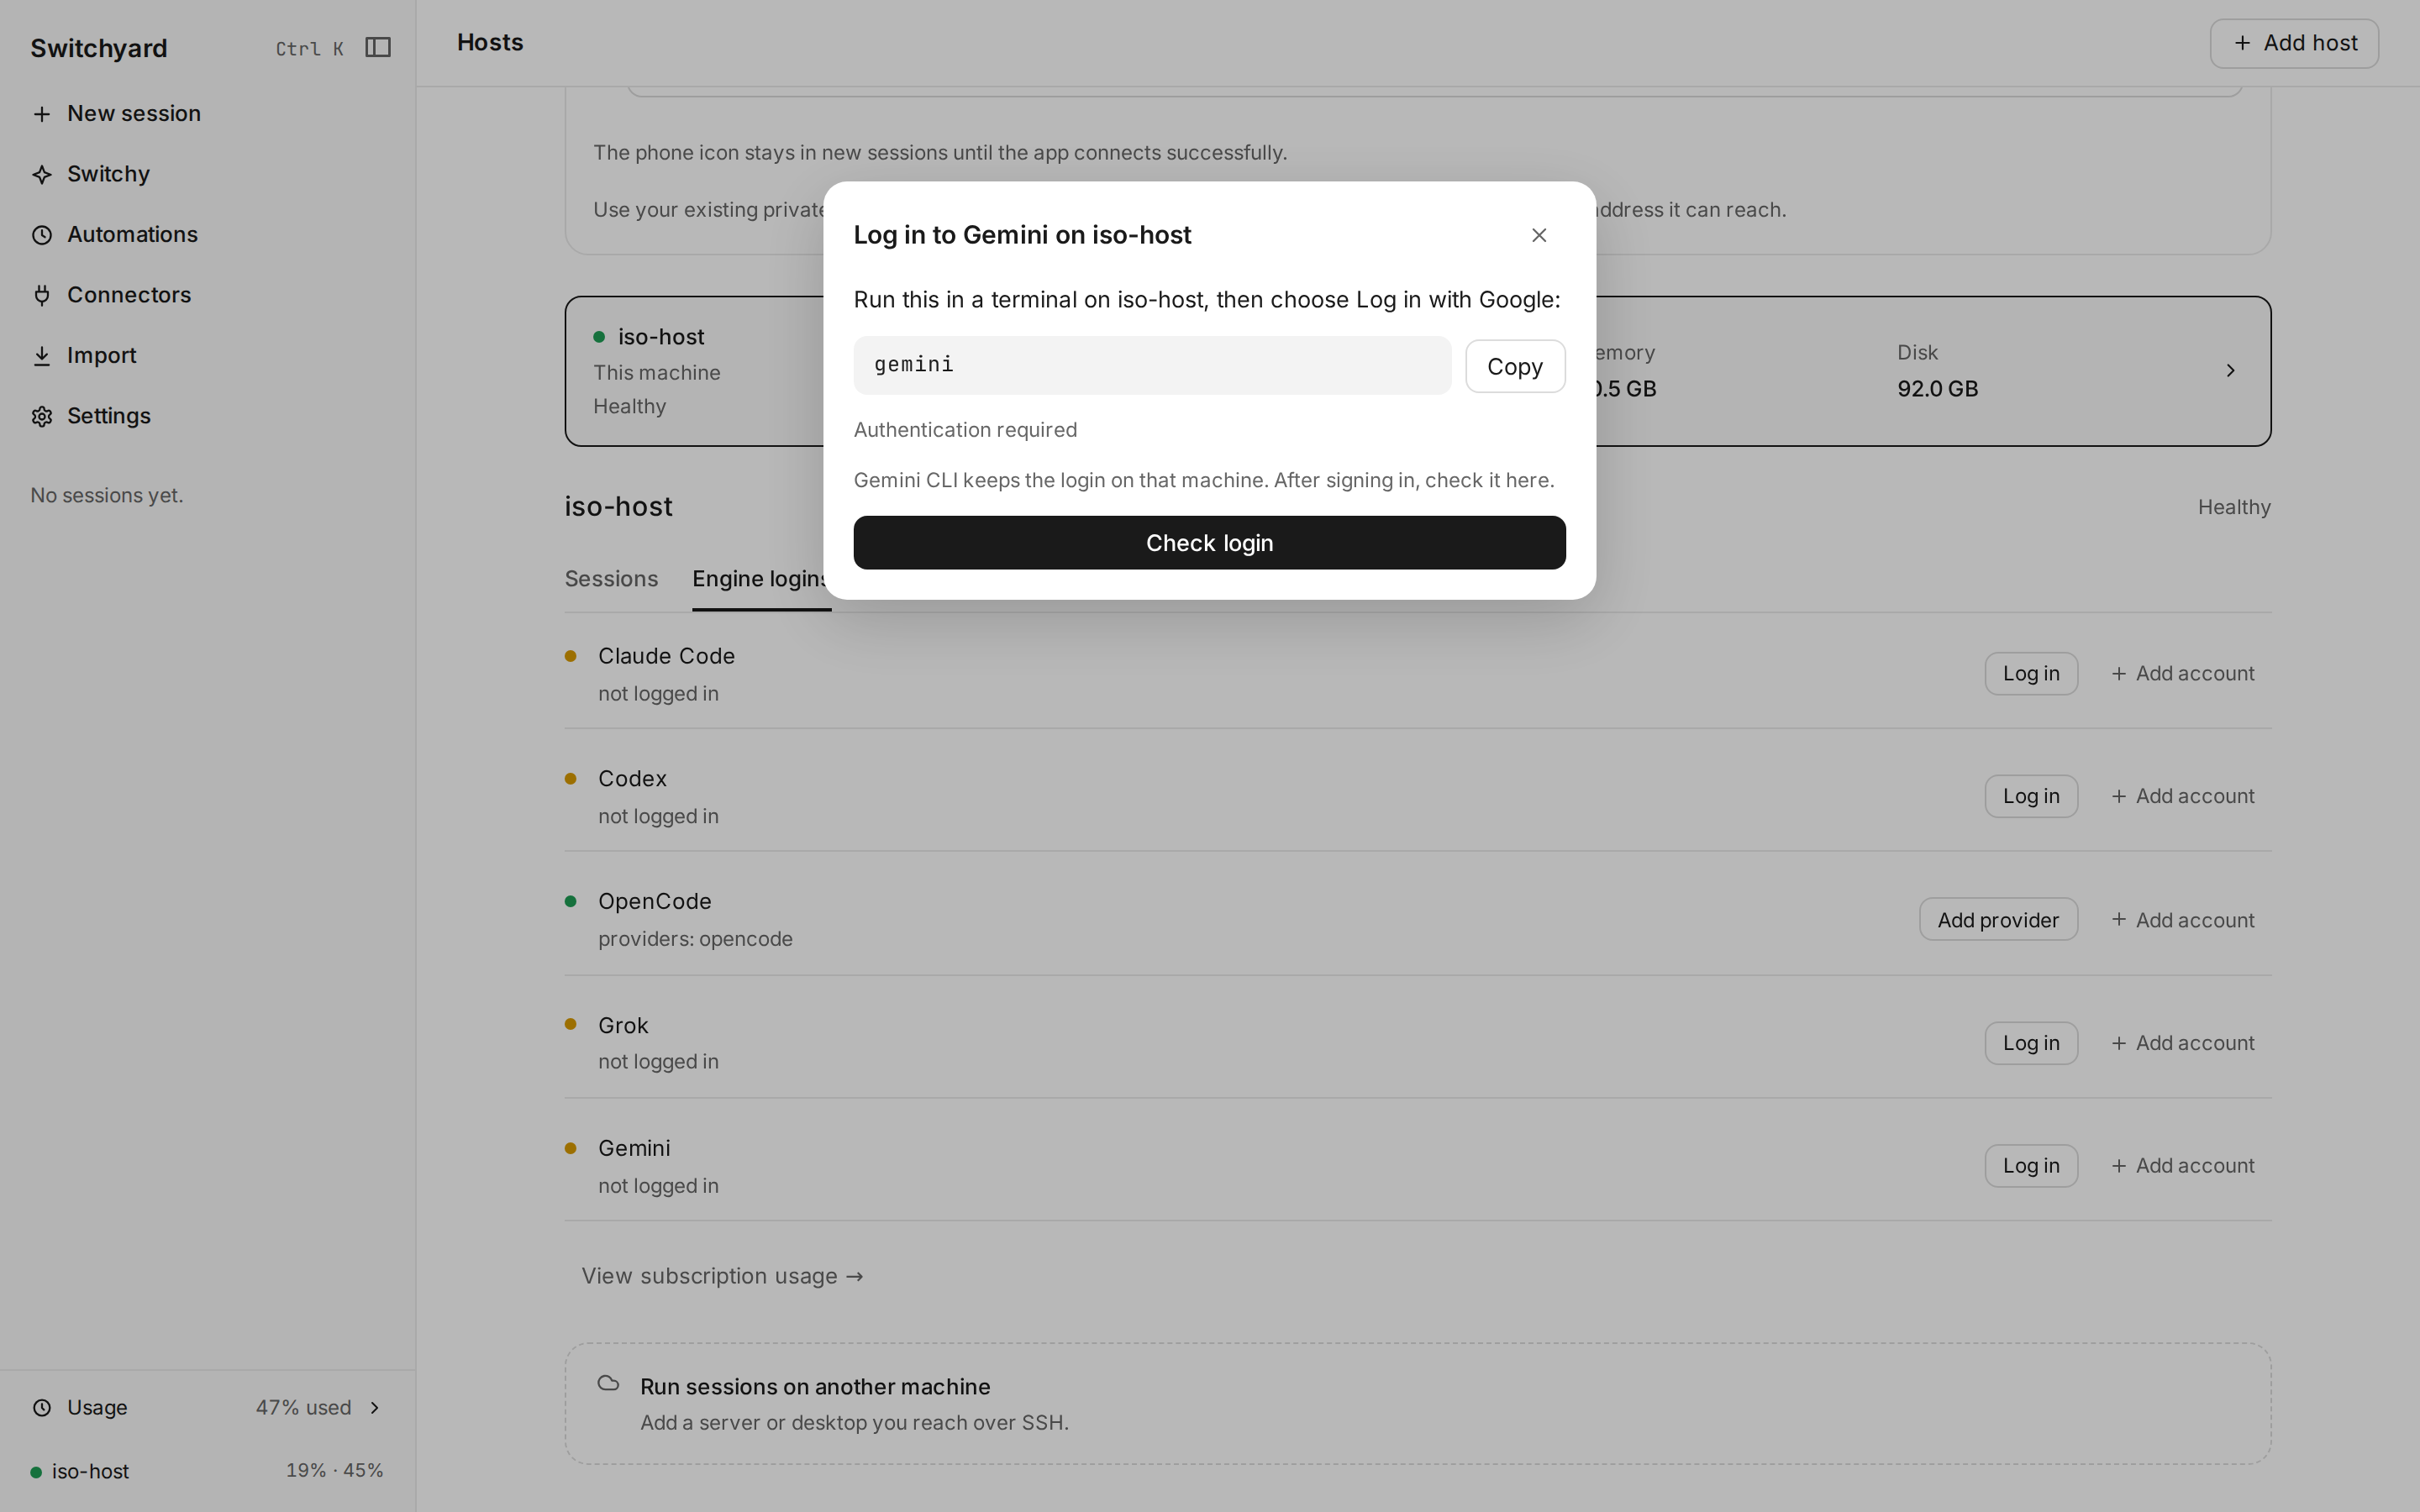 Switchyard
Ctrl K
New session
Switchy
Automations
Connectors
Import
Settings
No sessions yet.
Usage
47% used
iso-host
19% · 45%
Hosts
+ Add host
The phone icon stays in new sessions until the app connects successfully.
Use your existing private
address it can reach.
iso-host
This machine
Healthy
emory
0.5 GB
Disk
92.0 GB
Log in to Gemini on iso-host
Run this in a terminal on iso-host, then choose Log in with Google:
gemini
Copy
Authentication required
Gemini CLI keeps the login on that machine. After signing in, check it here.
Check login
iso-host
Healthy
Sessions
Engine logins
Claude Code
not logged in
Log in
+ Add account
Codex
not logged in
Log in
+ Add account
OpenCode
providers: opencode
Add provider
+ Add account
Grok
not logged in
Log in
+ Add account
Gemini
not logged in
Log in
+ Add account
View subscription usage →
Run sessions on another machine
Add a server or desktop you reach over SSH.